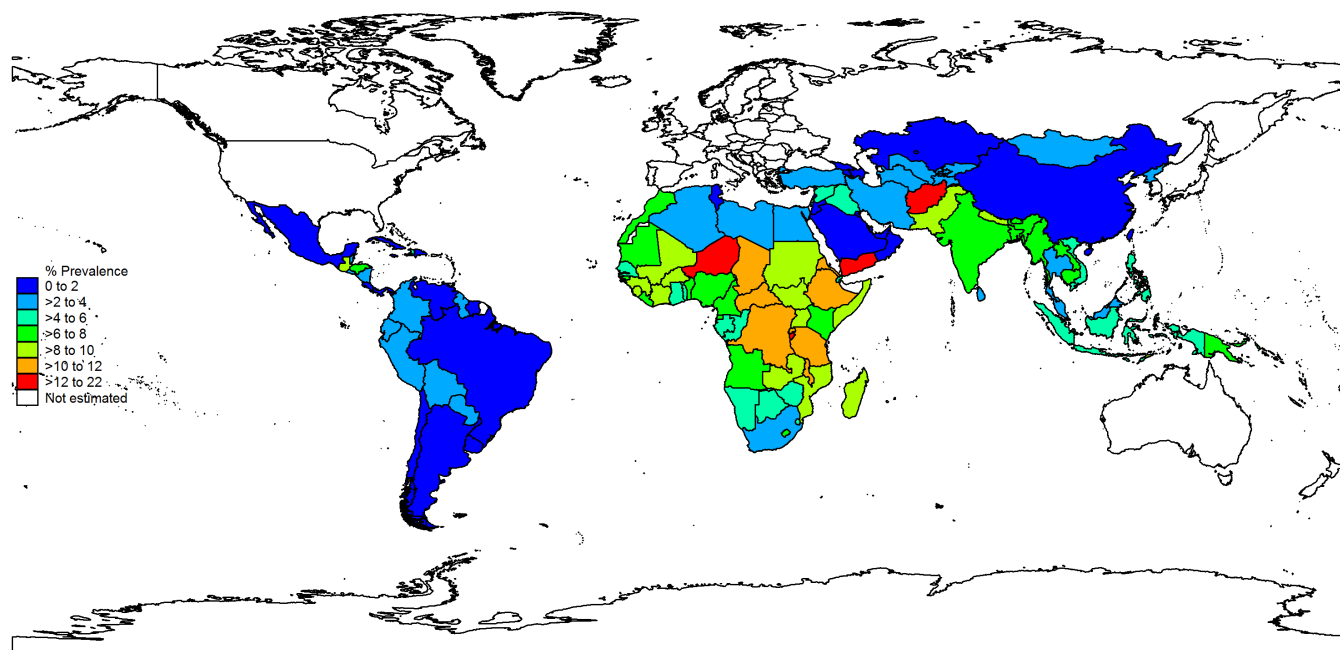 % Prevalence
0 to 2
>2 to 4
>4 to 6
>6 to 8
>8 to 10
>10 to 12
>12 to 22
Not estimated